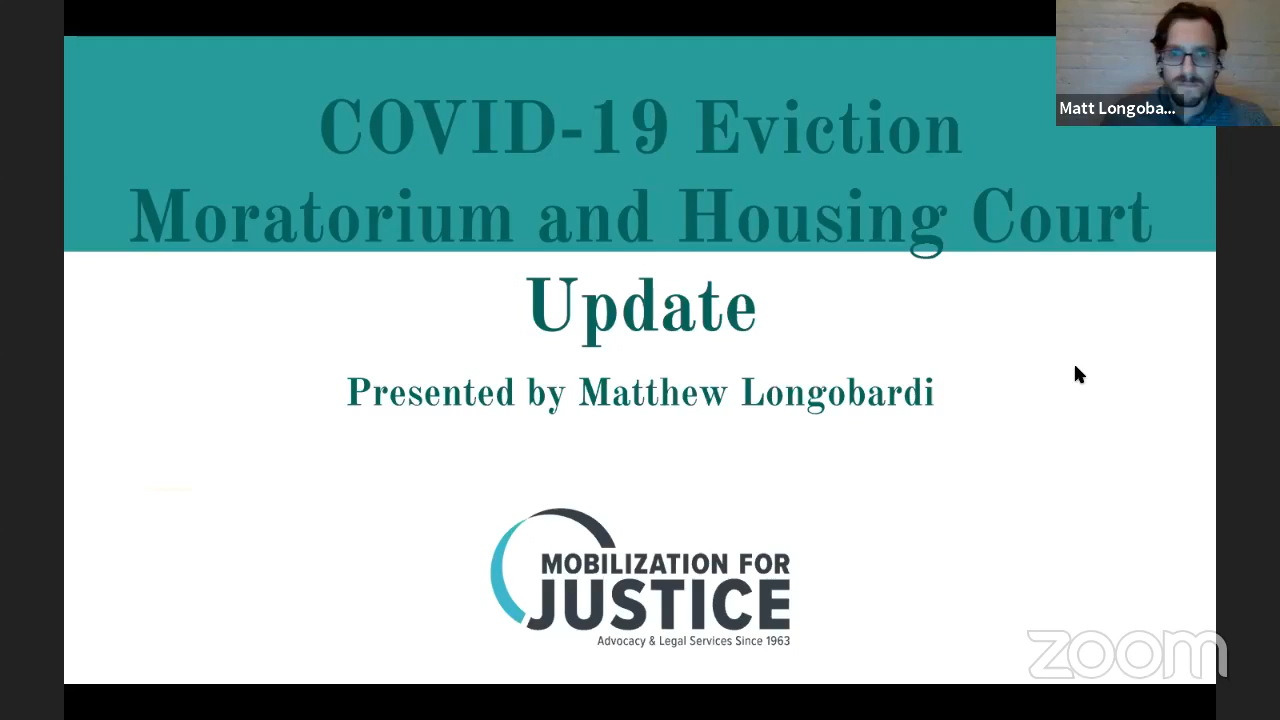 COVID-19 Eviction
Moratorium and Housing Court
Update
Presented by Matthew Longobardi
MOBILIZATION FOR
JUSTICE
Advocacy & Legal Services Since 1963
Matt Longoba...
zoom